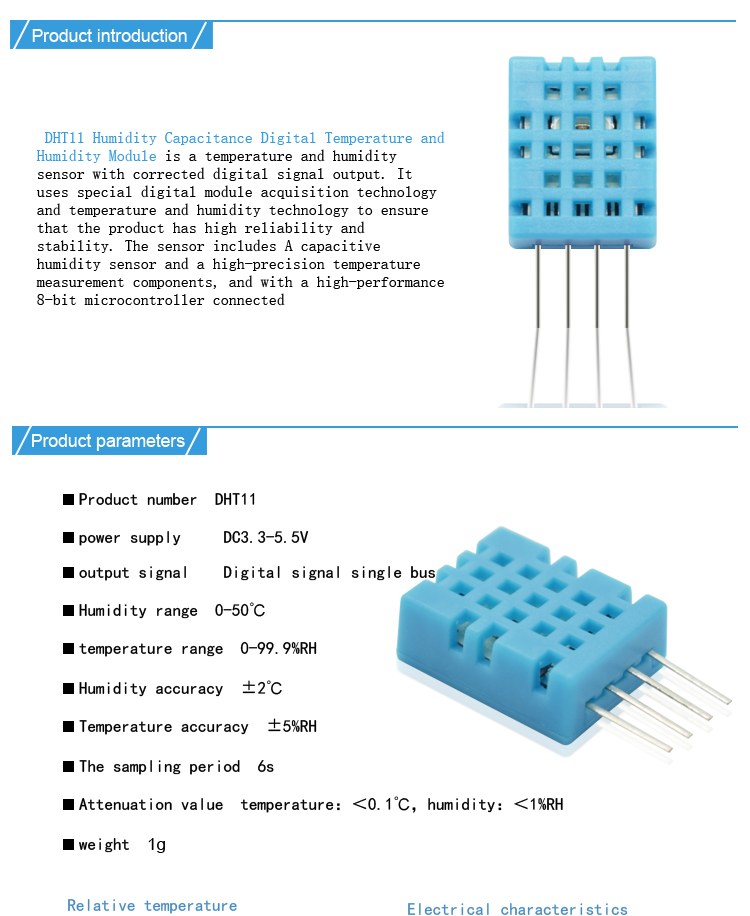 Product introduction
DHT11 Humidity Capacitance Digital Temperature and
Humidity Module is a temperature and humidity
sensor with corrected digital signal output. It
uses special digital module acquisition technology
and temperature and humidity technology to ensure
that the product has high reliability and
stability. The sensor includes A capacitive
humidity sensor and a high-precision temperature
measurement components, and with a high-performance
8-bit microcontroller connected
Product parameters
■ Product number DHT11
■ power supply DC3.3-5.5V
■ output signal Digital signal single bus
■ Humidity range 0-50℃
■ temperature range 0-99.9%RH
■ Humidity accuracy ±2℃
■ Temperature accuracy ±5%RH
■ The sampling period 6s
■ Attenuation value temperature: <0.1℃, humidity: <1%RH
■ weight 1g
Relative temperature
Electrical characteristics